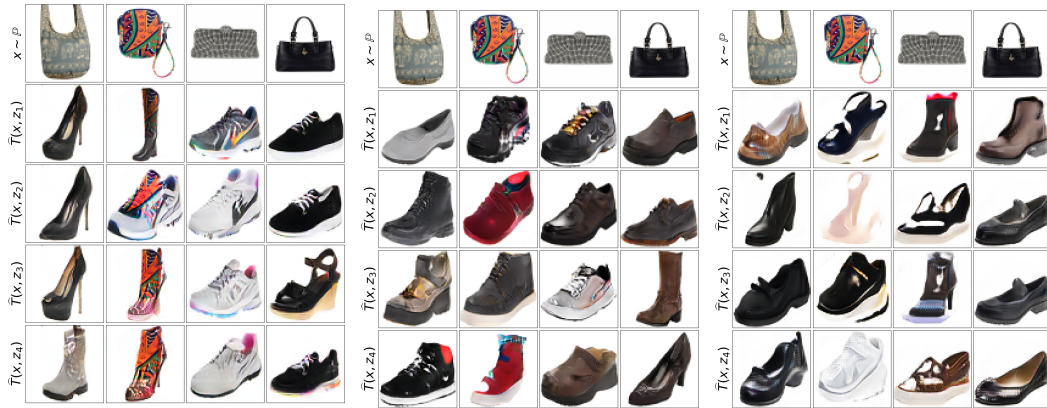 x ~ ℙ
T̂(x, z₁)
T̂(x, z₂)
T̂(x, z₃)
T̂(x, z₄)
x ~ ℙ
T̂(x, z₁)
T̂(x, z₂)
T̂(x, z₃)
T̂(x, z₄)
x ~ ℙ
T̂(x, z₁)
T̂(x, z₂)
T̂(x, z₃)
T̂(x, z₄)